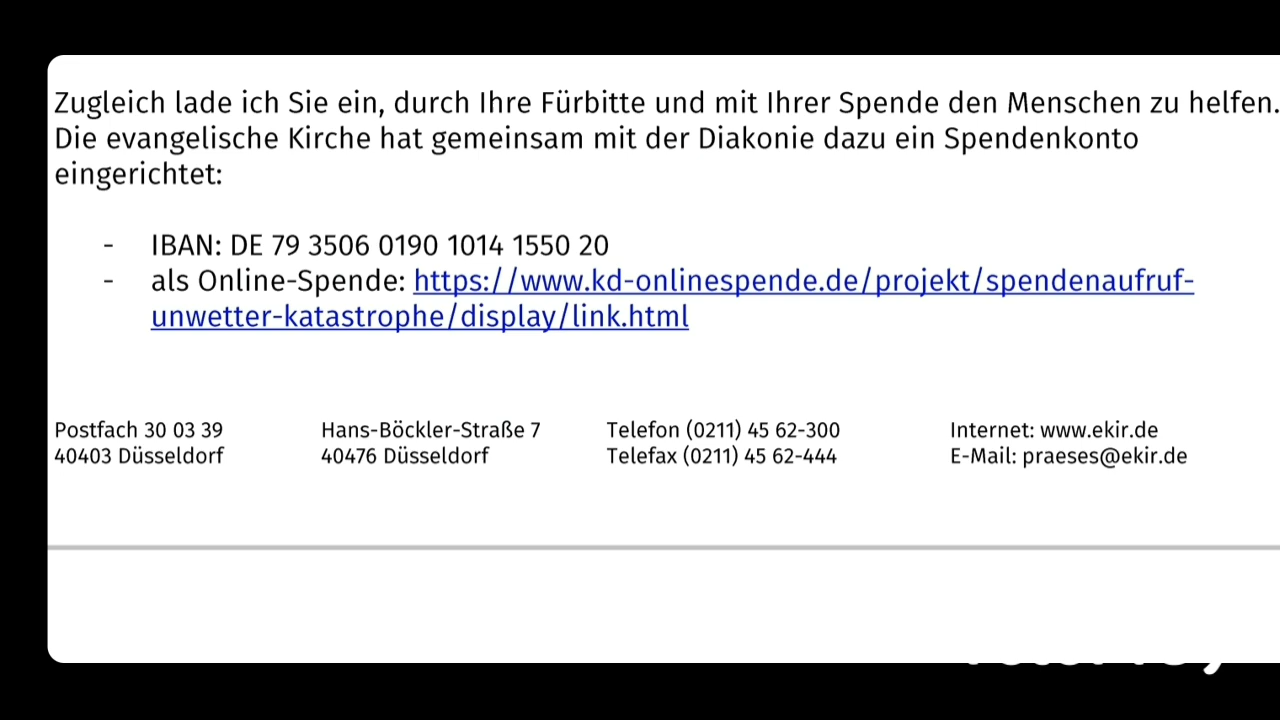 Zugleich lade ich Sie ein, durch Ihre Fürbitte und mit Ihrer Spende den Menschen zu helfen.
Die evangelische Kirche hat gemeinsam mit der Diakonie dazu ein Spendenkonto
eingerichtet:
- IBAN: DE 79 3506 0190 1014 1550 20
- als Online-Spende: https://www.kd-onlinespende.de/projekt/spendenaufruf-
unwetter-katastrophe/display/link.html
Postfach 30 03 39 Hans-Böckler-Straße 7 Telefon (0211) 45 62-300 Internet: www.ekir.de
40403 Düsseldorf 40476 Düsseldorf Telefax (0211) 45 62-444 E-Mail: praeses@ekir.de